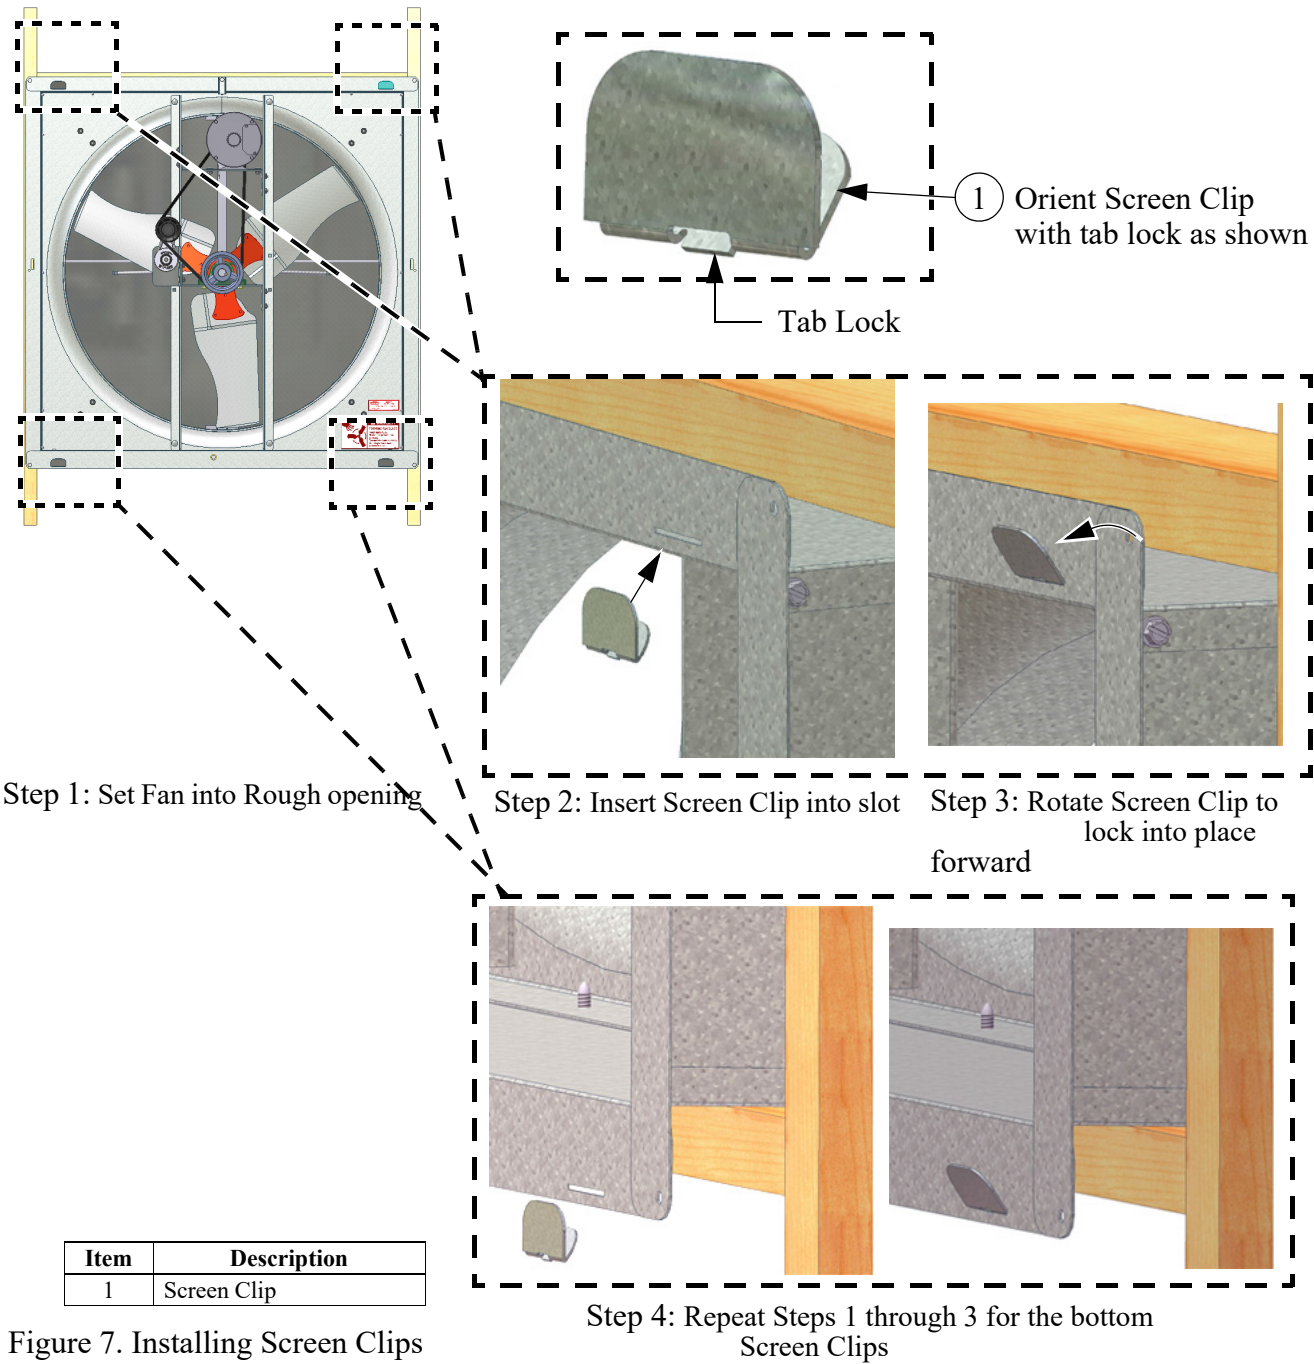 1 Orient Screen Clip
with tab lock as shown
Tab Lock
Step 1: Set Fan into Rough opening
Step 2: Insert Screen Clip into slot
Step 3: Rotate Screen Clip to
lock into place
forward
Item Description
1 Screen Clip
Step 4: Repeat Steps 1 through 3 for the bottom
Screen Clips
Figure 7. Installing Screen Clips